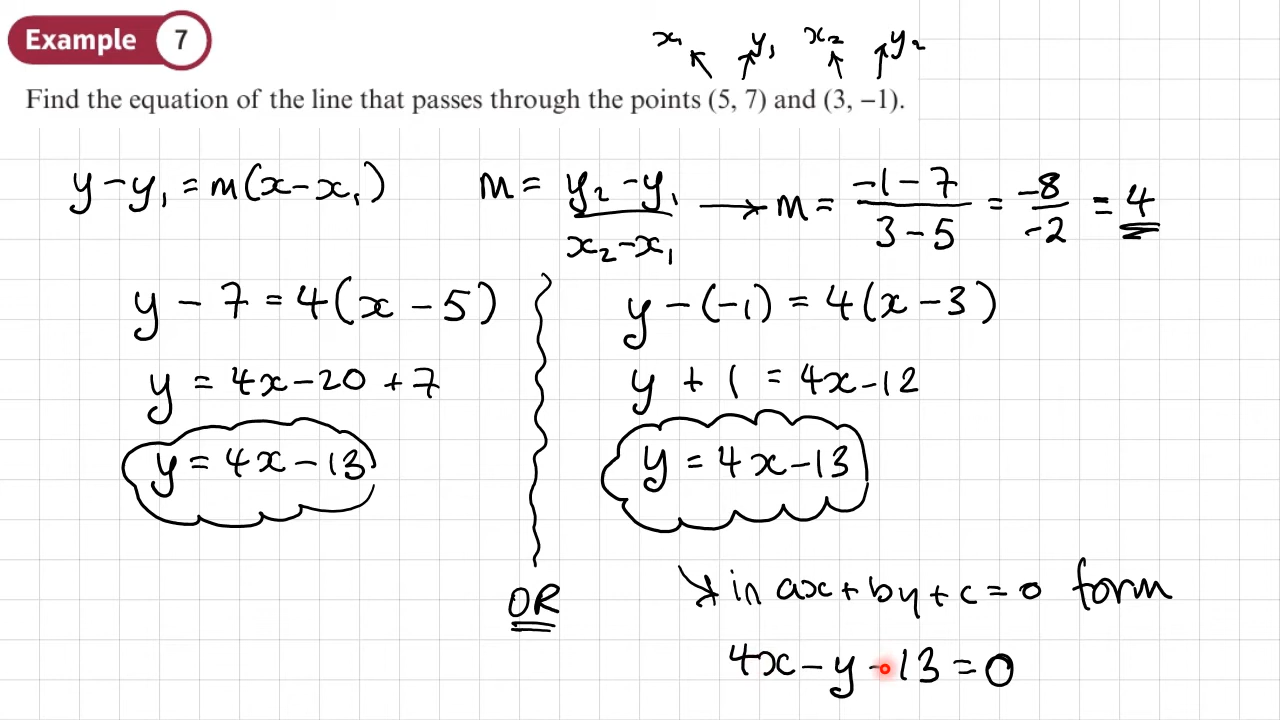 Example 7
x₁ y₁ x₂ y₂
Find the equation of the line that passes through the points (5, 7) and (3, −1).
y − y₁ = m(x − x₁)
m = (y₂ − y₁)/(x₂ − x₁) → m = (−1 − 7)/(3 − 5) = −8/−2 = 4
y − 7 = 4(x − 5)
y = 4x − 20 + 7
y = 4x − 13
OR
y − (−1) = 4(x − 3)
y + 1 = 4x − 12
y = 4x − 13
in ax + by + c = 0 form
4x − y − 13 = 0